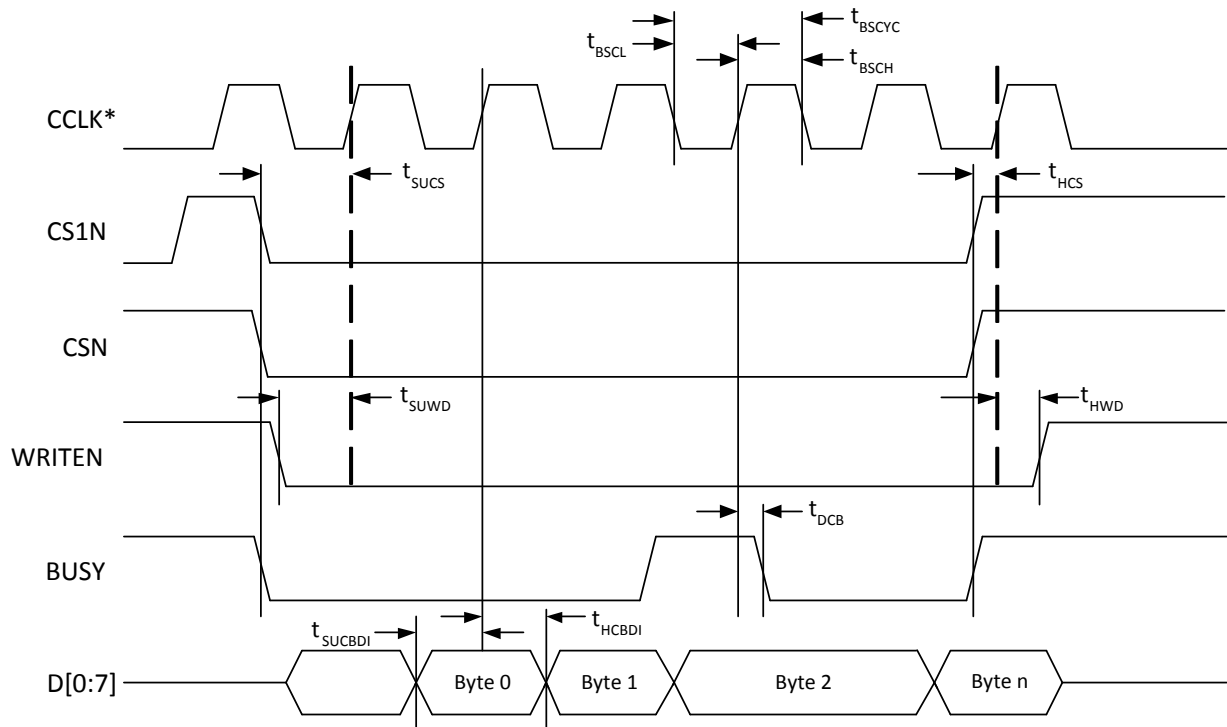 tBSCYC
tBSCL
tBSCH
CCLK*
tSUCS
tHCS
CS1N
CSN
tSUWD
tHWD
WRITEN
tDCB
BUSY
tSUCBDI
tHCBDI
D[0:7]
Byte 0
Byte 1
Byte 2
Byte n